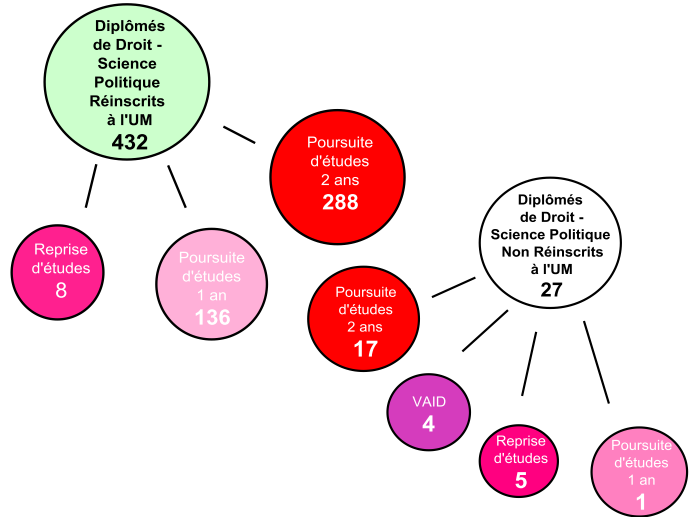 Diplômés
de Droit -
Science
Politique
Réinscrits
à l'UM
432
Poursuite
d'études
2 ans
288
Reprise
d'études
8
Poursuite
d'études
1 an
136
Diplômés
de Droit -
Science Politique
Non Réinscrits
à l'UM
27
Poursuite
d'études
2 ans
17
VAID
4
Reprise
d'études
5
Poursuite
d'études
1 an
1